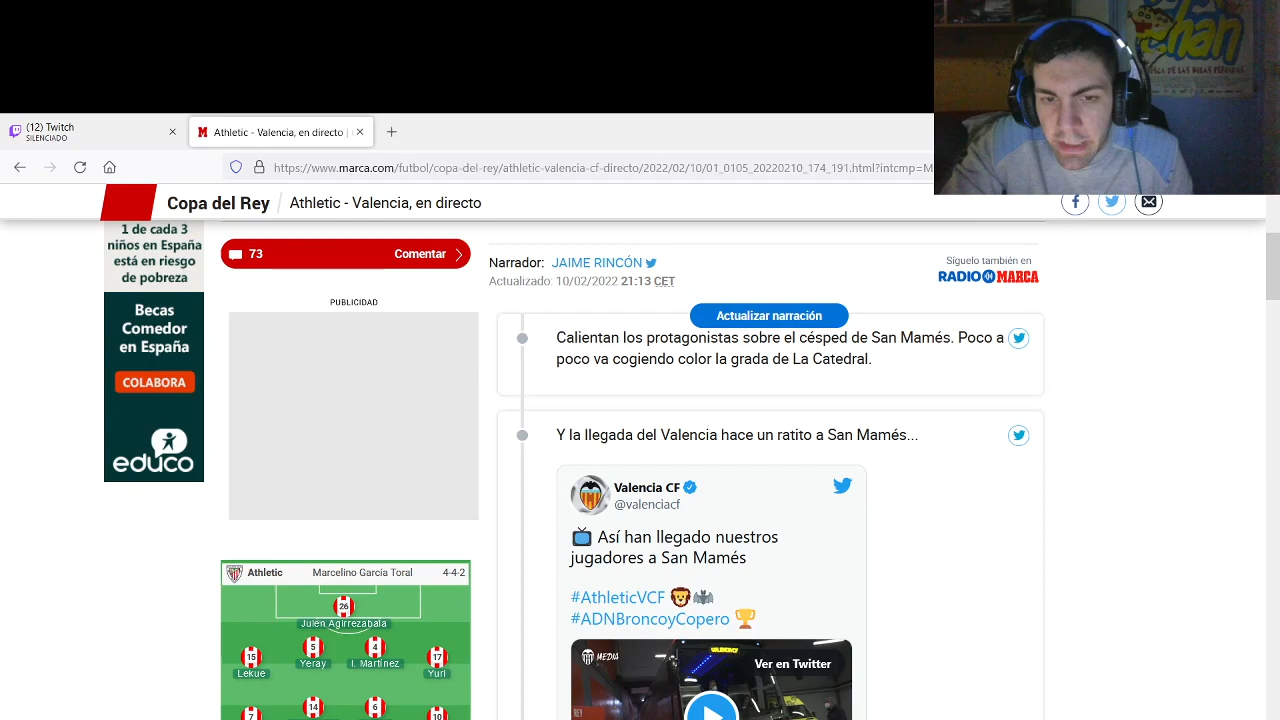 (12) Twitch
SILENCIADO
M Athletic - Valencia, en directo |
https://www.marca.com/futbol/copa-del-rey/athletic-valencia-cf-directo/2022/02/10/01_0105_20220210_174_191.html?intcmp=M
Copa del Rey
Athletic - Valencia, en directo
1 de cada 3
niños en España
está en riesgo
de pobreza
Becas
Comedor
en España
COLABORA
educo
73
Comentar
PUBLICIDAD
Narrador: JAIME RINCÓN
Actualizado: 10/02/2022 21:13 CET
Síguelo también en
RADIO MARCA
Actualizar narración
Calientan los protagonistas sobre el césped de San Mamés. Poco a
poco va cogiendo color la grada de La Catedral.
Y la llegada del Valencia hace un ratito a San Mamés...
Valencia CF
@valenciacf
📺 Así han llegado nuestros
jugadores a San Mamés
#AthleticVCF 🦁🦇
#ADNBroncoyCopero 🏆
MEDIA
Ver en Twitter
Athletic
Marcelino García Toral
4-4-2
26
Julen Agirrezabala
15
Lekue
5
Yeray
4
I. Martínez
17
Yuri
7
14
6
10